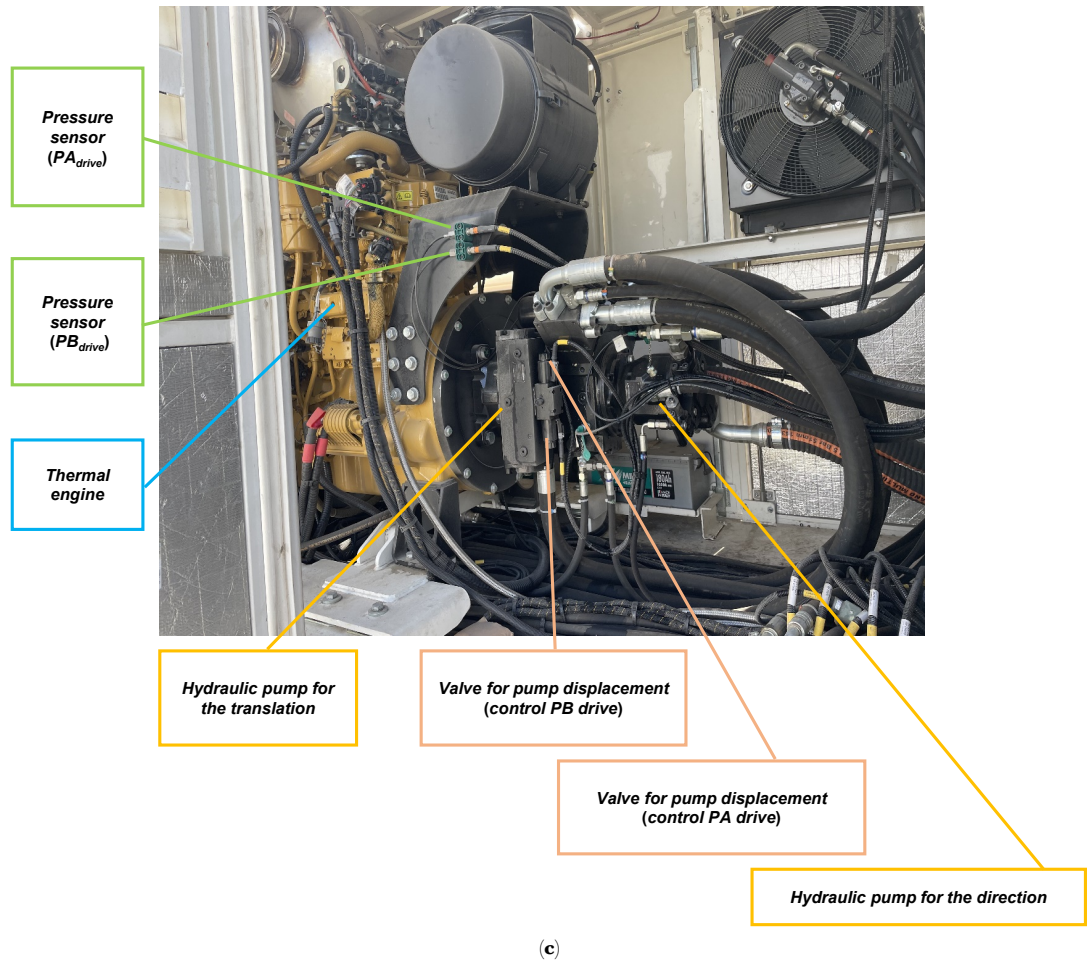 Pressure
sensor
(PAdrive)
Pressure
sensor
(PBdrive)
Thermal
engine
Hydraulic pump for
the translation
Valve for pump displacement
(control PB drive)
Valve for pump displacement
(control PA drive)
Hydraulic pump for the direction
(c)